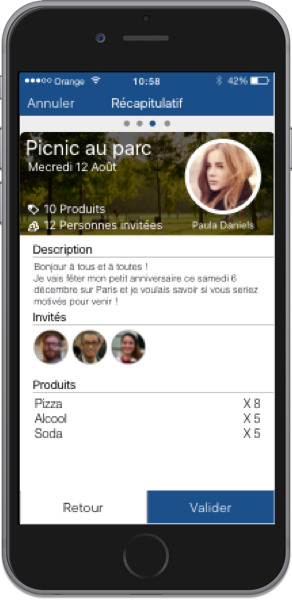 Orange 10:58 42%
Annuler Récapitulatif
Picnic au parc
Mecredi 12 Août
10 Produits
12 Personnes invitées
Paula Daniels
Description
Bonjour à tous et à toutes !
Je vais fêter mon petit anniversaire ce samedi 6
décembre sur Paris et je voulais savoir si vous seriez
motivés pour venir !
Invités
Produits
Pizza X 8
Alcool X 5
Soda X 5
Retour Valider